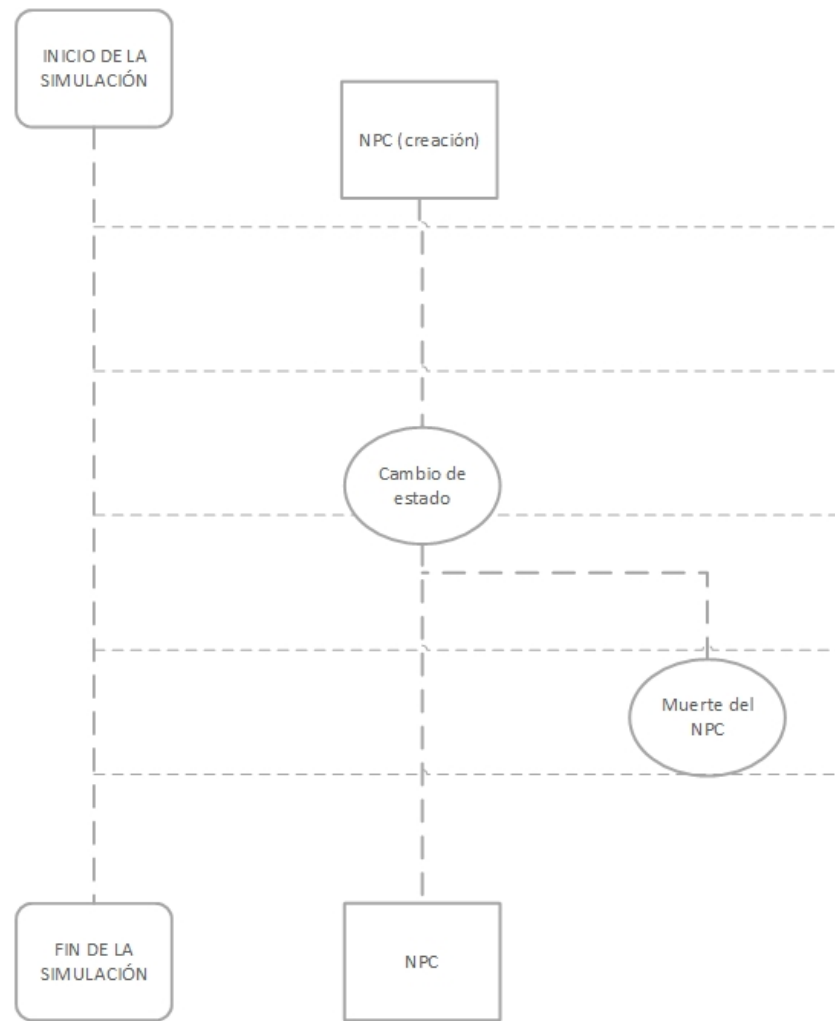 INICIO DE LA
SIMULACIÓN
NPC (creación)
Cambio de
estado
Muerte del
NPC
FIN DE LA
SIMULACIÓN
NPC